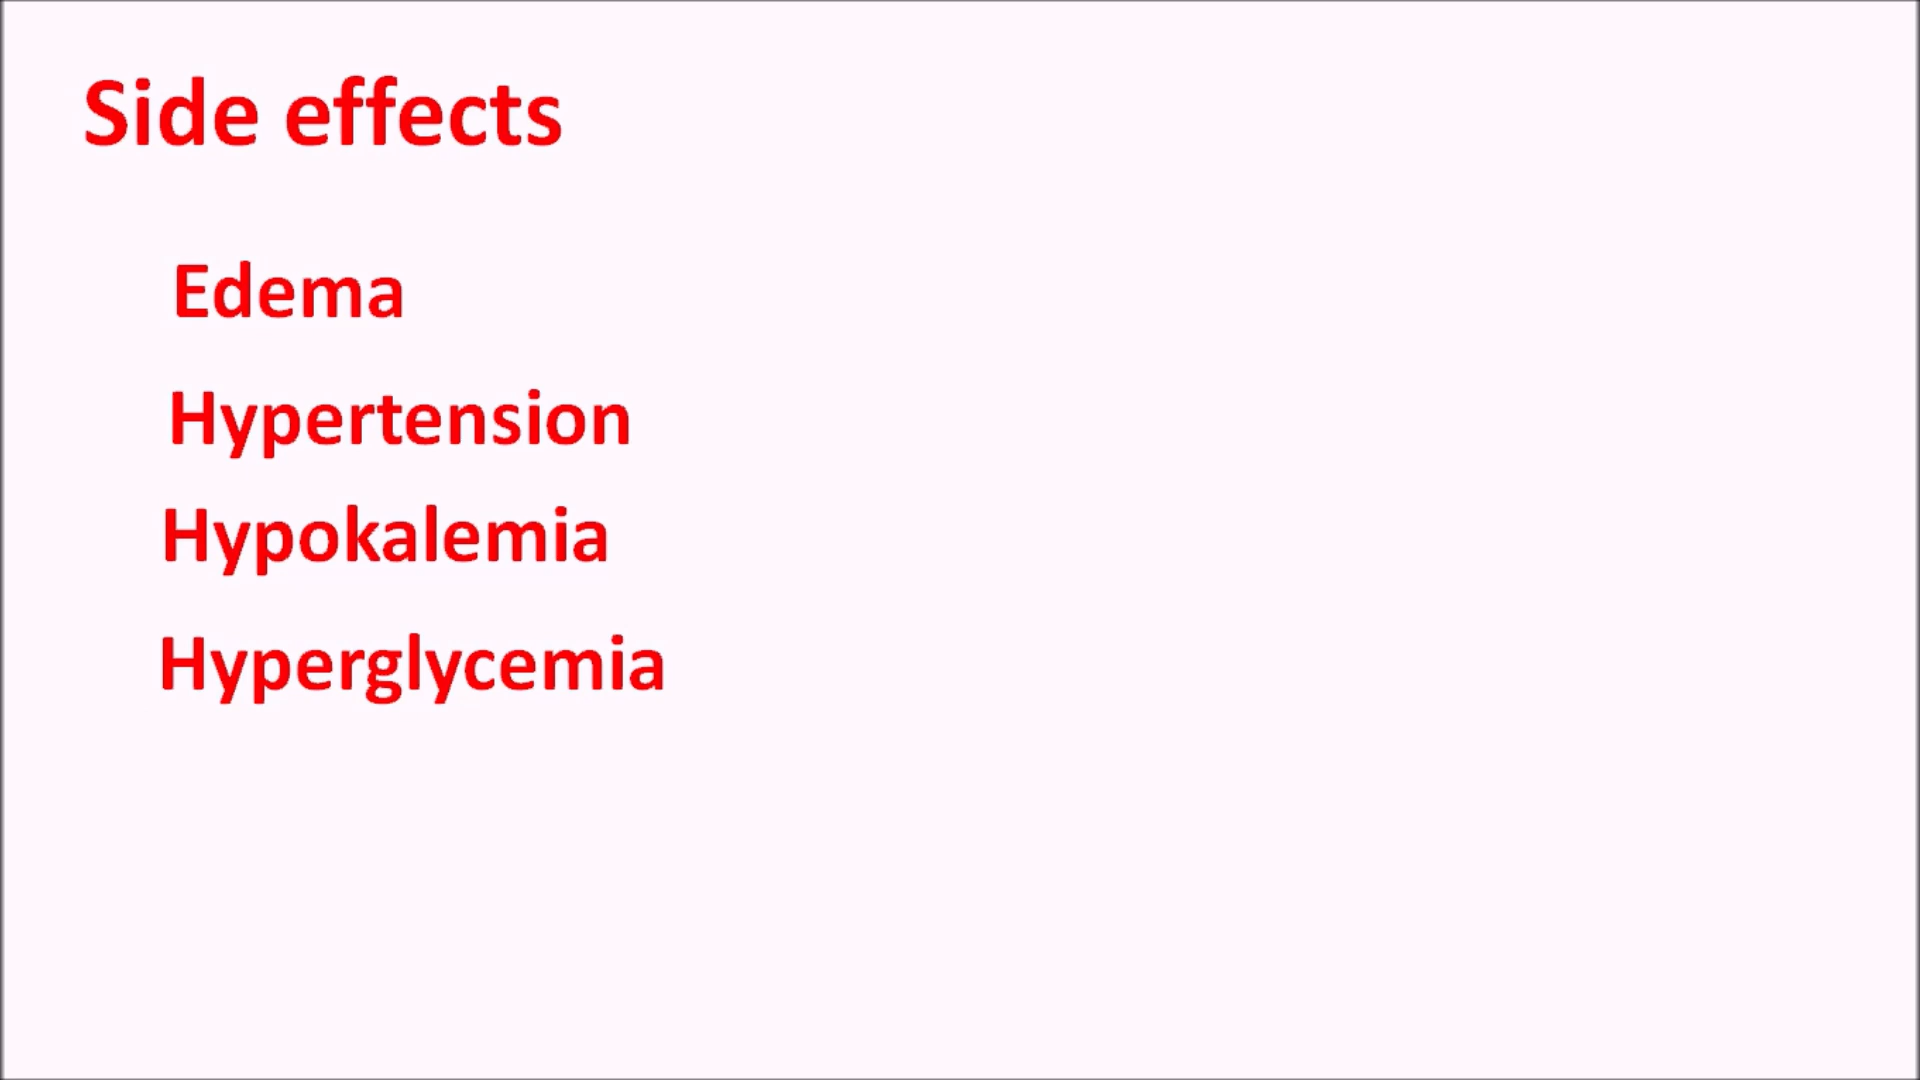 Side effects
Edema
Hypertension
Hypokalemia
Hyperglycemia